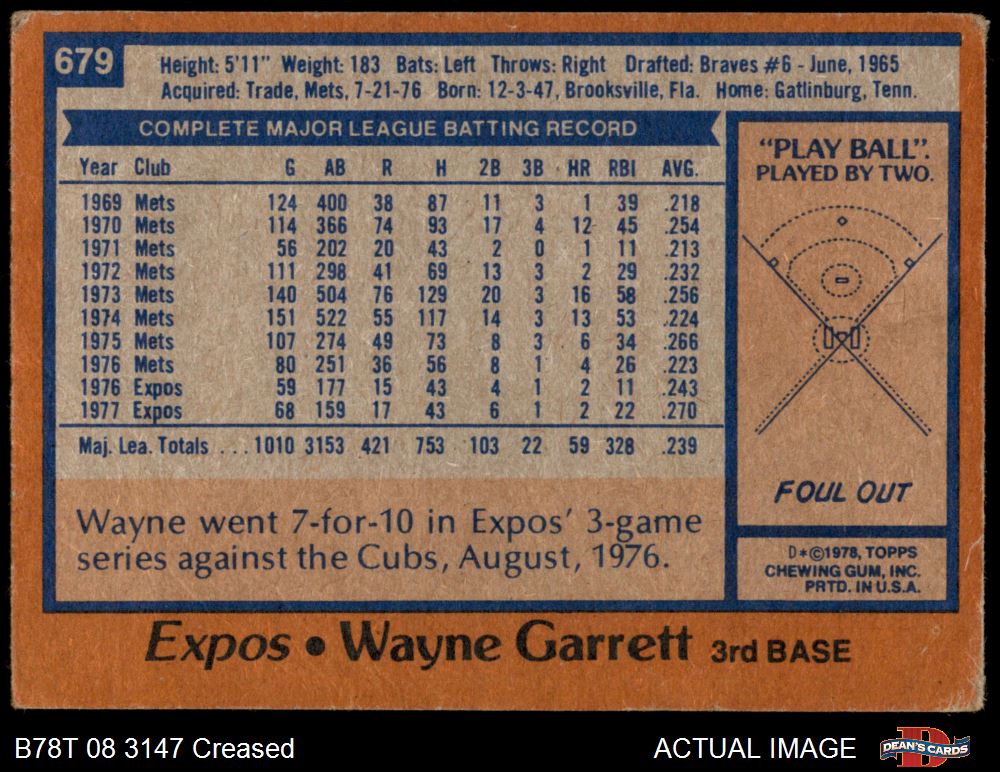 679
Height: 5'11" Weight: 183 Bats: Left Throws: Right Drafted: Braves #6 - June, 1965
Acquired: Trade, Mets, 7-21-76 Born: 12-3-47, Brooksville, Fla. Home: Gatlinburg, Tenn.
COMPLETE MAJOR LEAGUE BATTING RECORD
Year Club G AB R H 2B 3B HR RBI AVG.
1969 Mets 124 400 38 87 11 3 1 39 .218
1970 Mets 114 366 74 93 17 4 12 45 .254
1971 Mets 56 202 20 43 2 0 1 11 .213
1972 Mets 111 298 41 69 13 3 2 29 .232
1973 Mets 140 504 76 129 20 3 16 58 .256
1974 Mets 151 522 55 117 14 3 13 53 .224
1975 Mets 107 274 49 73 8 3 6 34 .266
1976 Mets 80 251 36 56 8 1 4 26 .223
1976 Expos 59 177 15 43 4 1 2 11 .243
1977 Expos 68 159 17 43 6 1 2 22 .270
Maj. Lea. Totals ... 1010 3153 421 753 103 22 59 328 .239
Wayne went 7-for-10 in Expos' 3-game
series against the Cubs, August, 1976.
"PLAY BALL".
PLAYED BY TWO.
FOUL OUT
D*©1978, TOPPS
CHEWING GUM, INC.
PRTD. IN U.S.A.
Expos • Wayne Garrett 3rd BASE
B78T 08 3147 Creased
ACTUAL IMAGE
D
DEAN'S CARDS